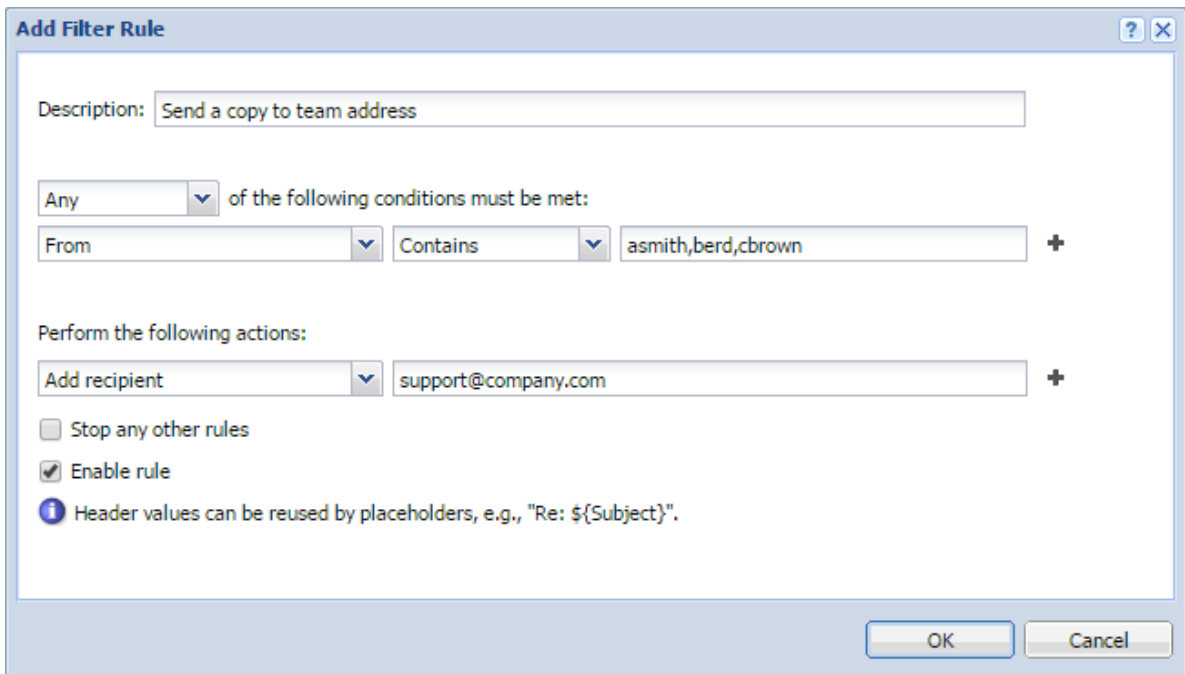 Add Filter Rule
?
Description: Send a copy to team address
Any of the following conditions must be met:
From Contains asmith,berd,cbrown
Perform the following actions:
Add recipient support@company.com
Stop any other rules
Enable rule
Header values can be reused by placeholders, e.g., "Re: ${Subject}".
OK Cancel